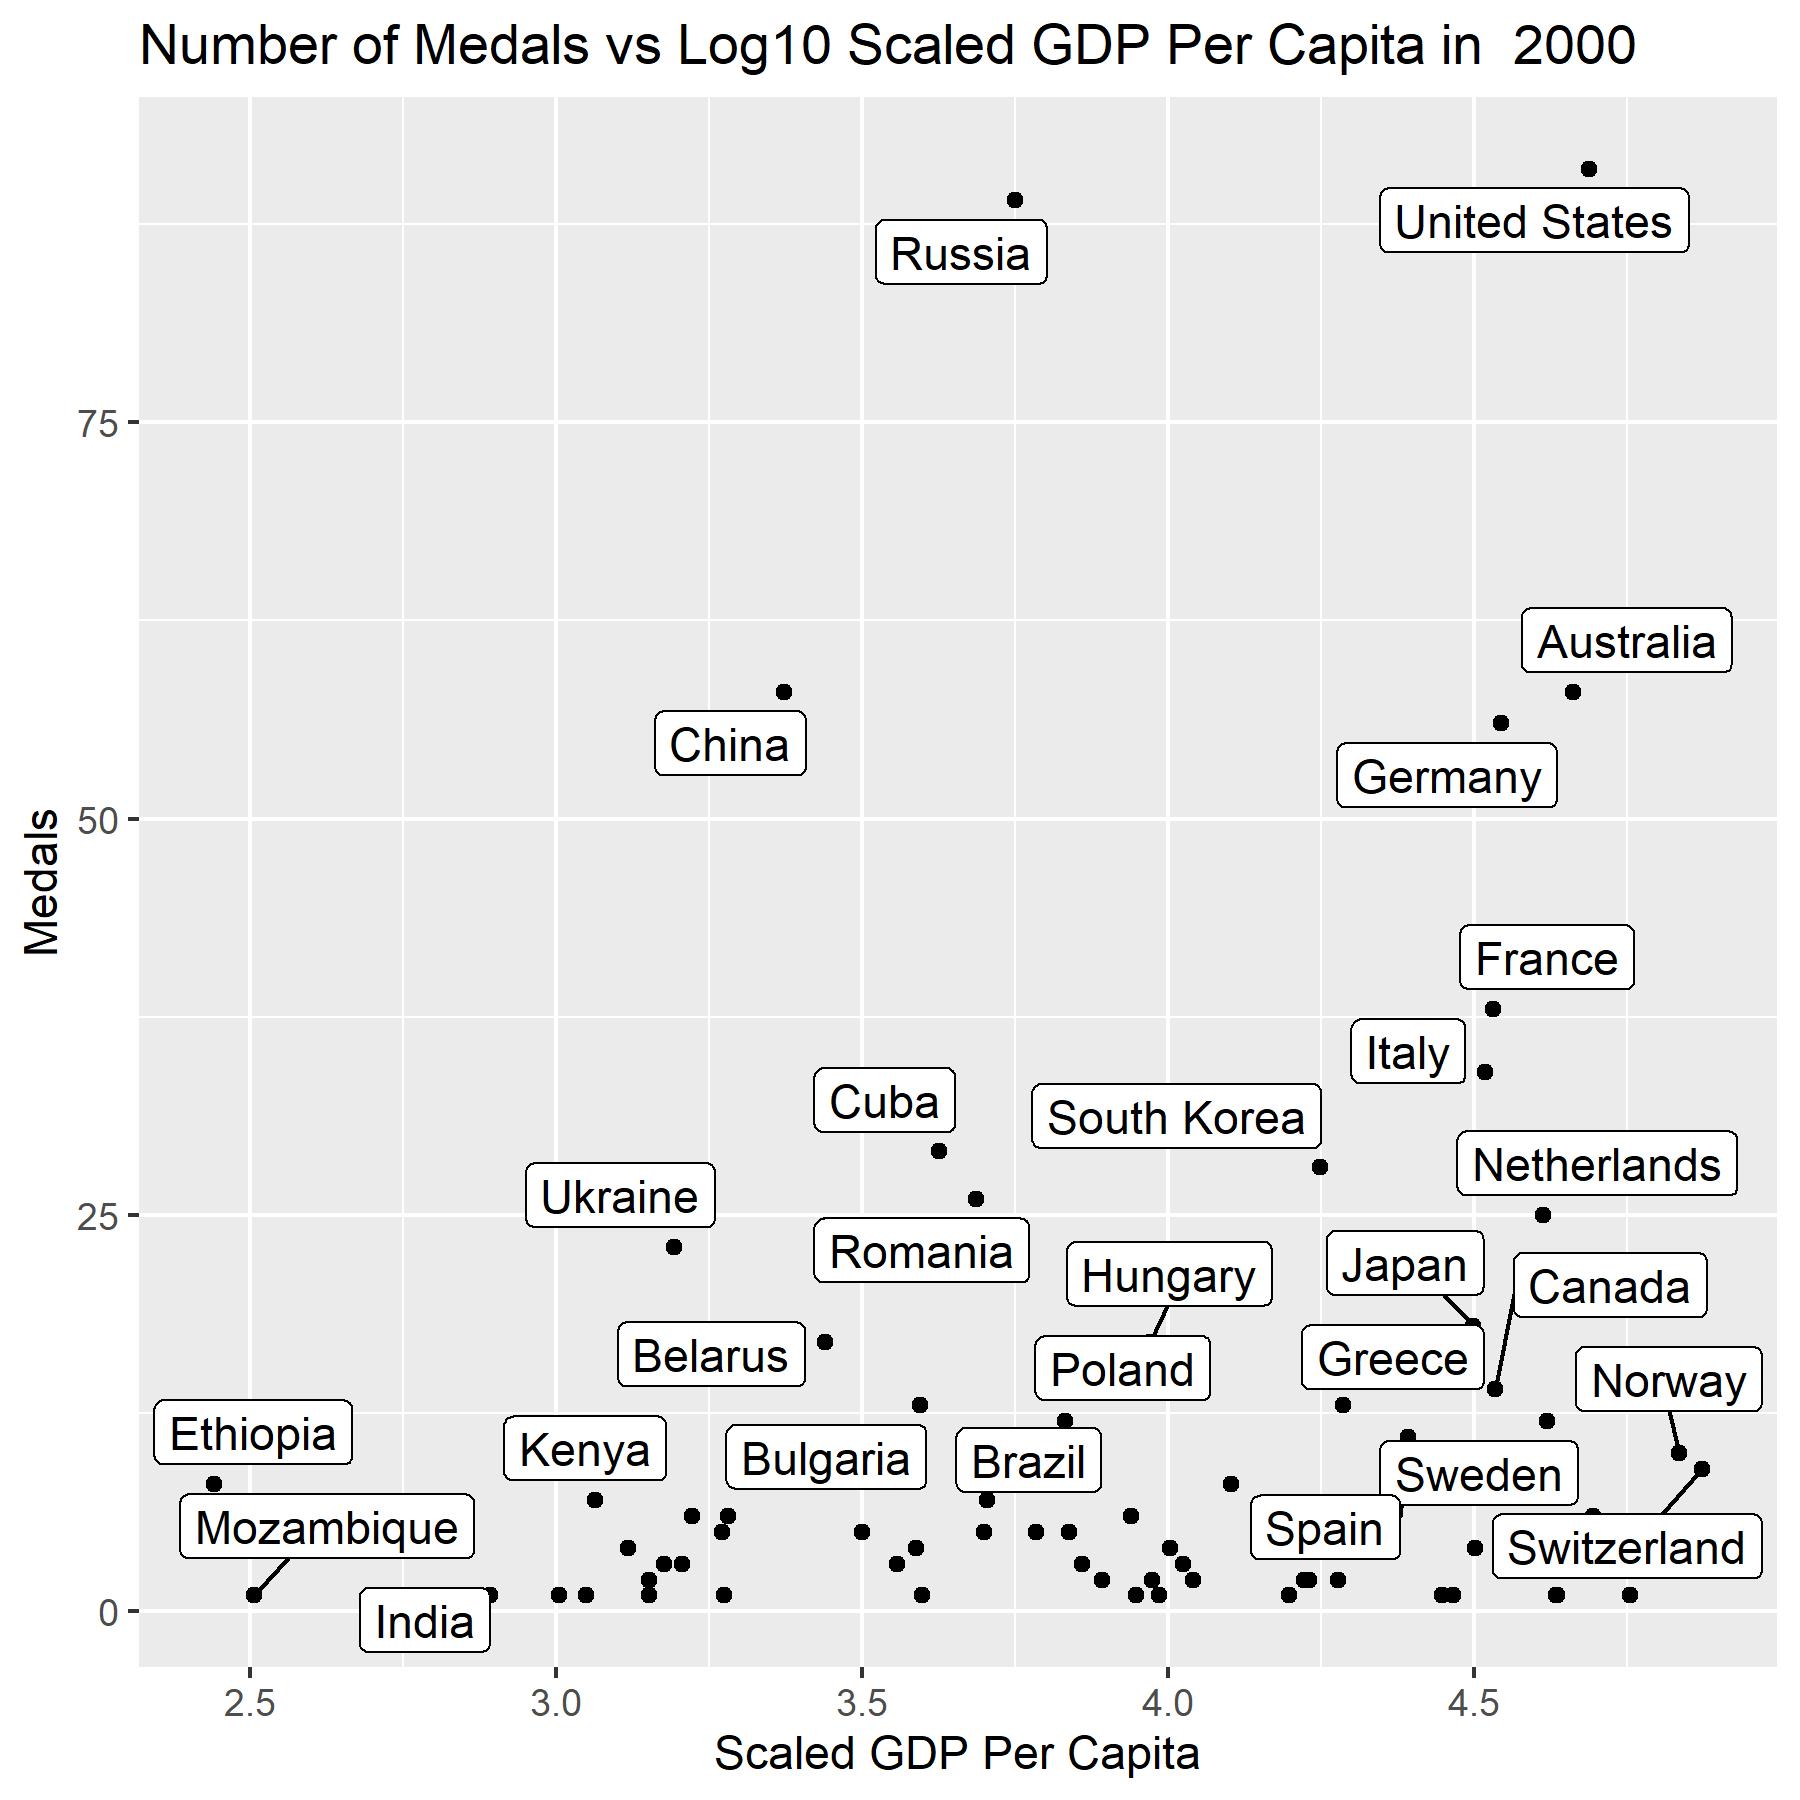 Number of Medals vs Log10 Scaled GDP Per Capita in  2000
United States
Russia
75
Australia
China
Germany
50
Medals
France
Italy
Cuba
South Korea
Netherlands
Ukraine
25
Romania
Hungary
Japan
Canada
Belarus
Poland
Greece
Norway
Ethiopia
Kenya
Bulgaria
Brazil
Sweden
Mozambique
Spain
Switzerland
0
India
2.5
3.0
3.5
4.0
4.5
Scaled GDP Per Capita